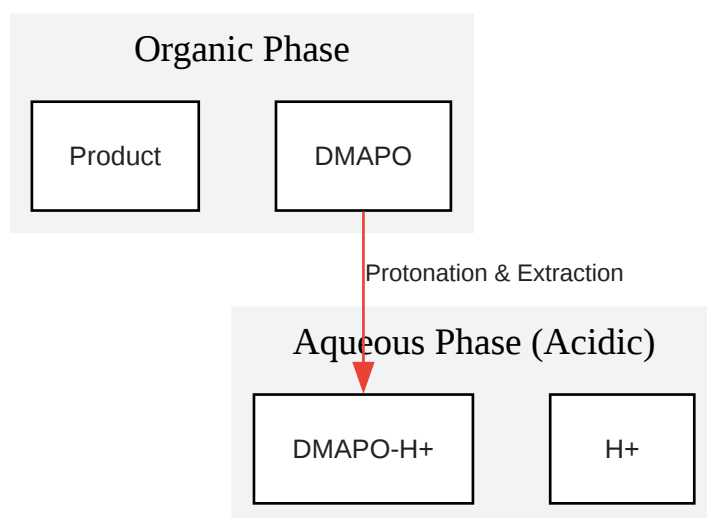 Organic Phase
Product
DMAPO
Protonation & Extraction
Aqueous Phase (Acidic)
DMAPO-H+
H+